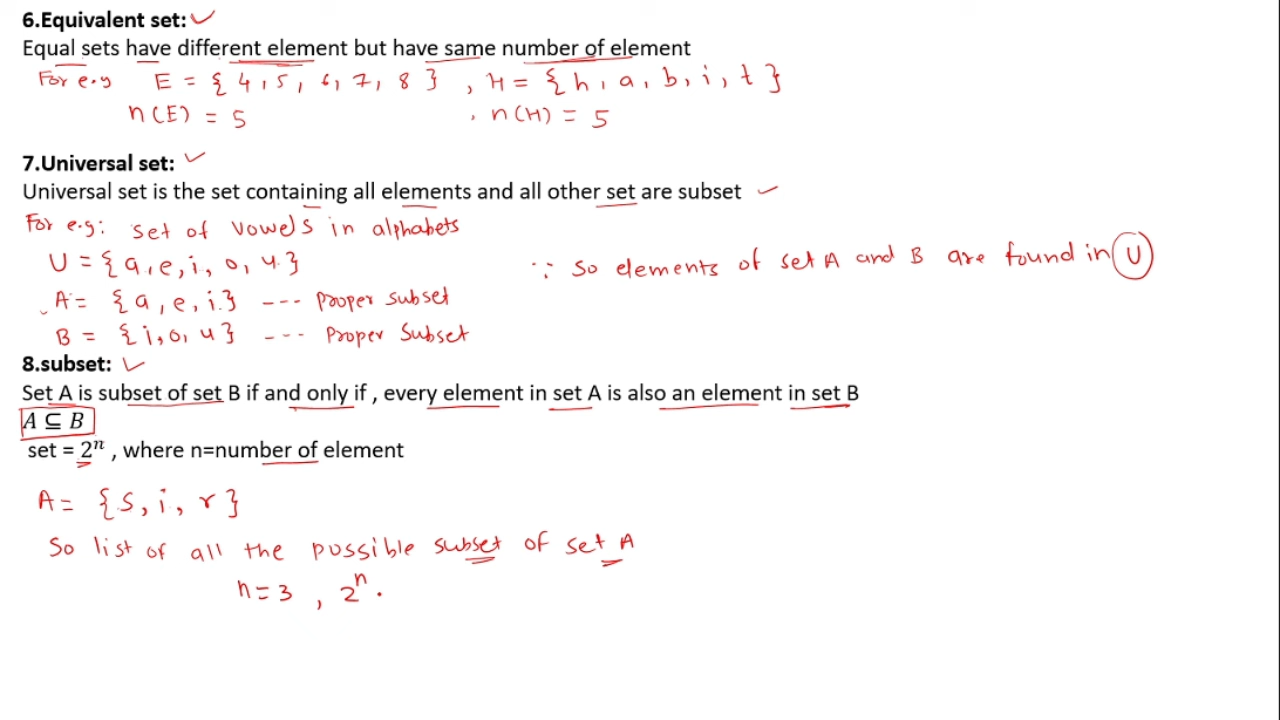 6.Equivalent set:
Equal sets have different element but have same number of element
For e.g E = {4, 5, 6, 7, 8} , H = {h, a, b, i, t}
n(E) = 5 , n(H) = 5
7.Universal set:
Universal set is the set containing all elements and all other set are subset
For e.g: set of vowels in alphabets
U = {a, e, i, o, u}
∵ So elements of set A and B are found in U
A = {a, e, i} --- Proper subset
B = {i, o, u} --- Proper Subset
8.subset:
Set A is subset of set B if and only if , every element in set A is also an element in set B
A ⊆ B
set = 2ⁿ , where n=number of element
A = {s, i, r}
So list of all the possible subset of set A
n = 3 , 2ⁿ .